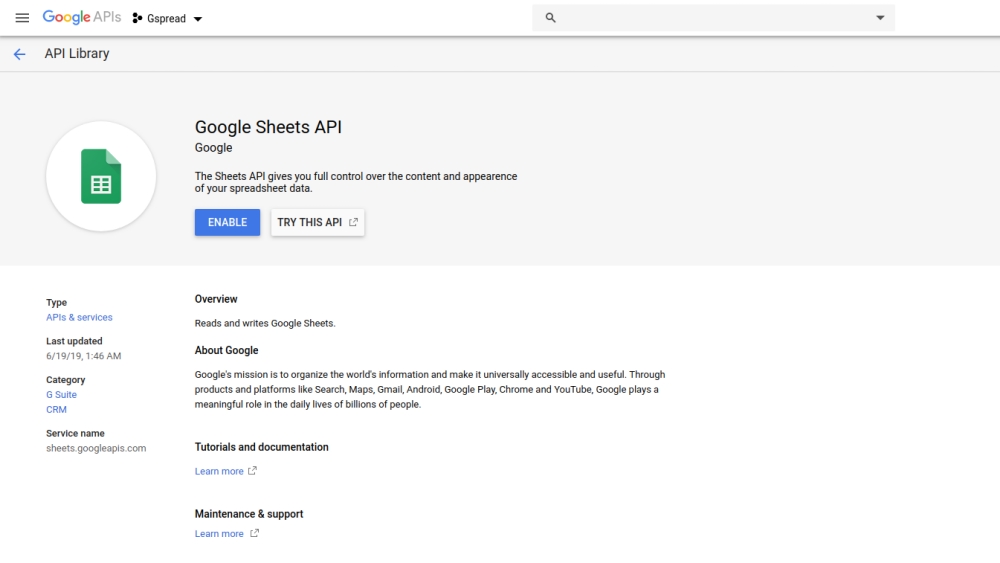 Google APIs Gspread
API Library
Google Sheets API
Google
The Sheets API gives you full control over the content and appearence
of your spreadsheet data.
ENABLE TRY THIS API
Type
APIs & services
Last updated
6/19/19, 1:46 AM
Category
G Suite
CRM
Service name
sheets.googleapis.com
Overview
Reads and writes Google Sheets.
About Google
Google's mission is to organize the world's information and make it universally accessible and useful. Through
products and platforms like Search, Maps, Gmail, Android, Google Play, Chrome and YouTube, Google plays a
meaningful role in the daily lives of billions of people.
Tutorials and documentation
Learn more
Maintenance & support
Learn more